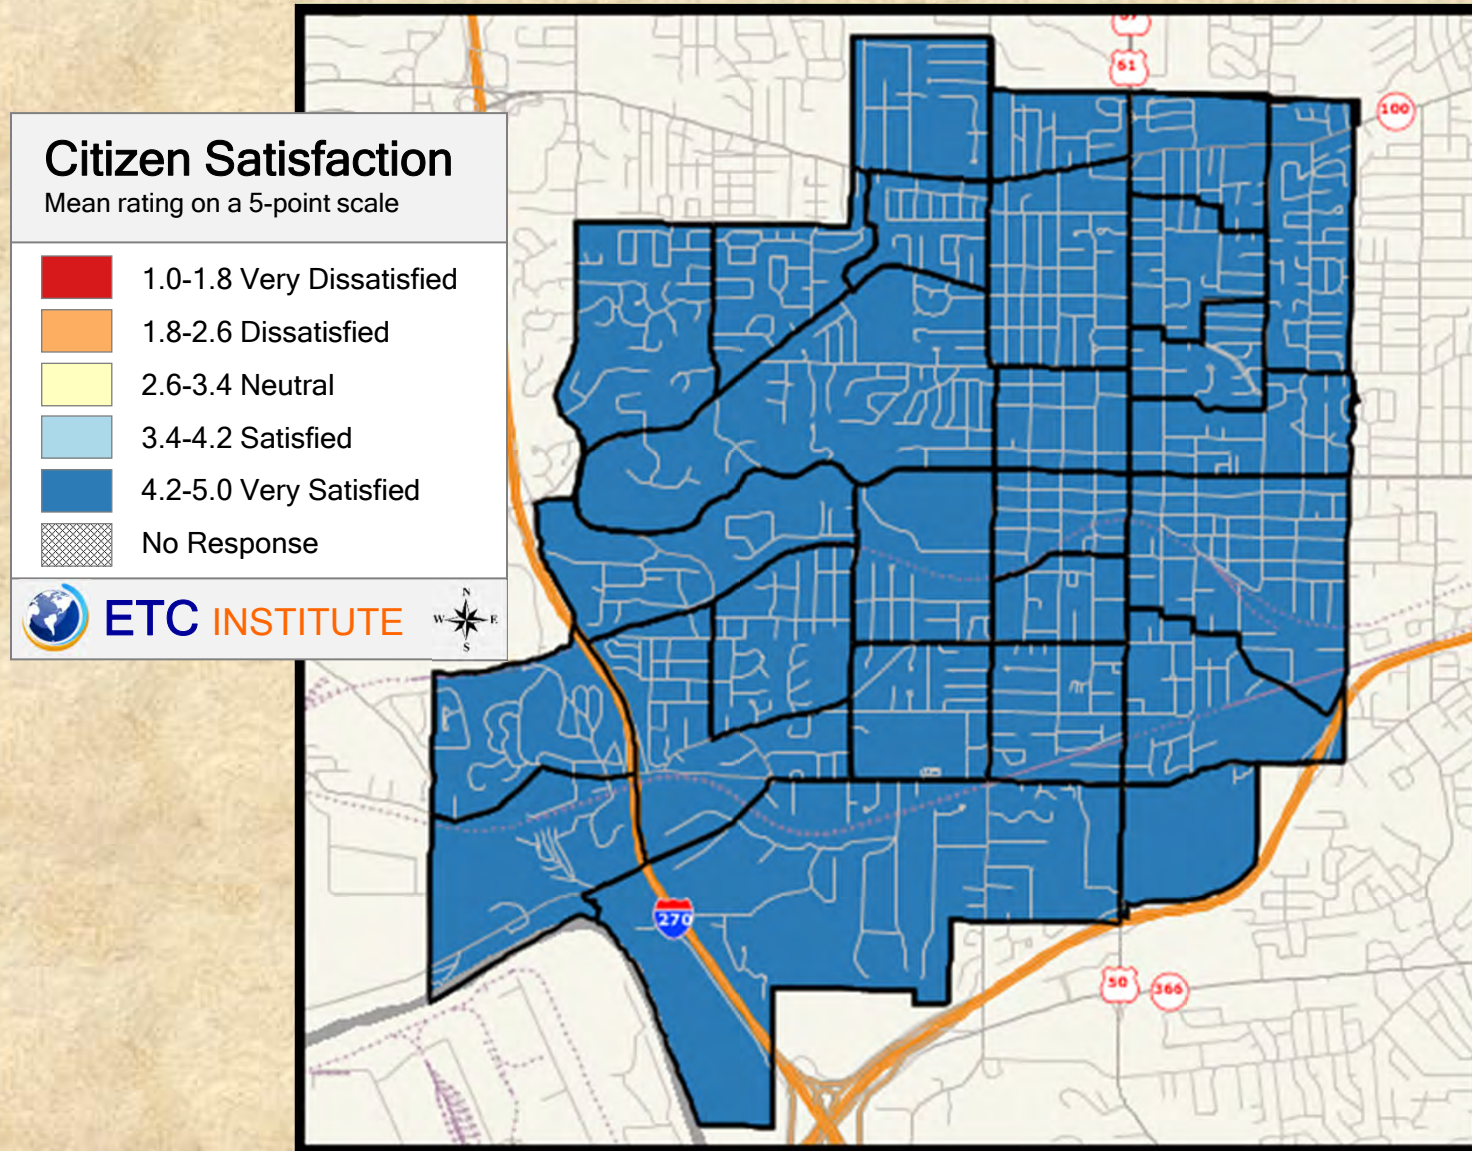 Citizen Satisfaction
Mean rating on a 5-point scale
1.0-1.8 Very Dissatisfied
1.8-2.6 Dissatisfied
2.6-3.4 Neutral
3.4-4.2 Satisfied
4.2-5.0 Very Satisfied
No Response
ETC INSTITUTE
N
W E
S
61
100
270
50
366